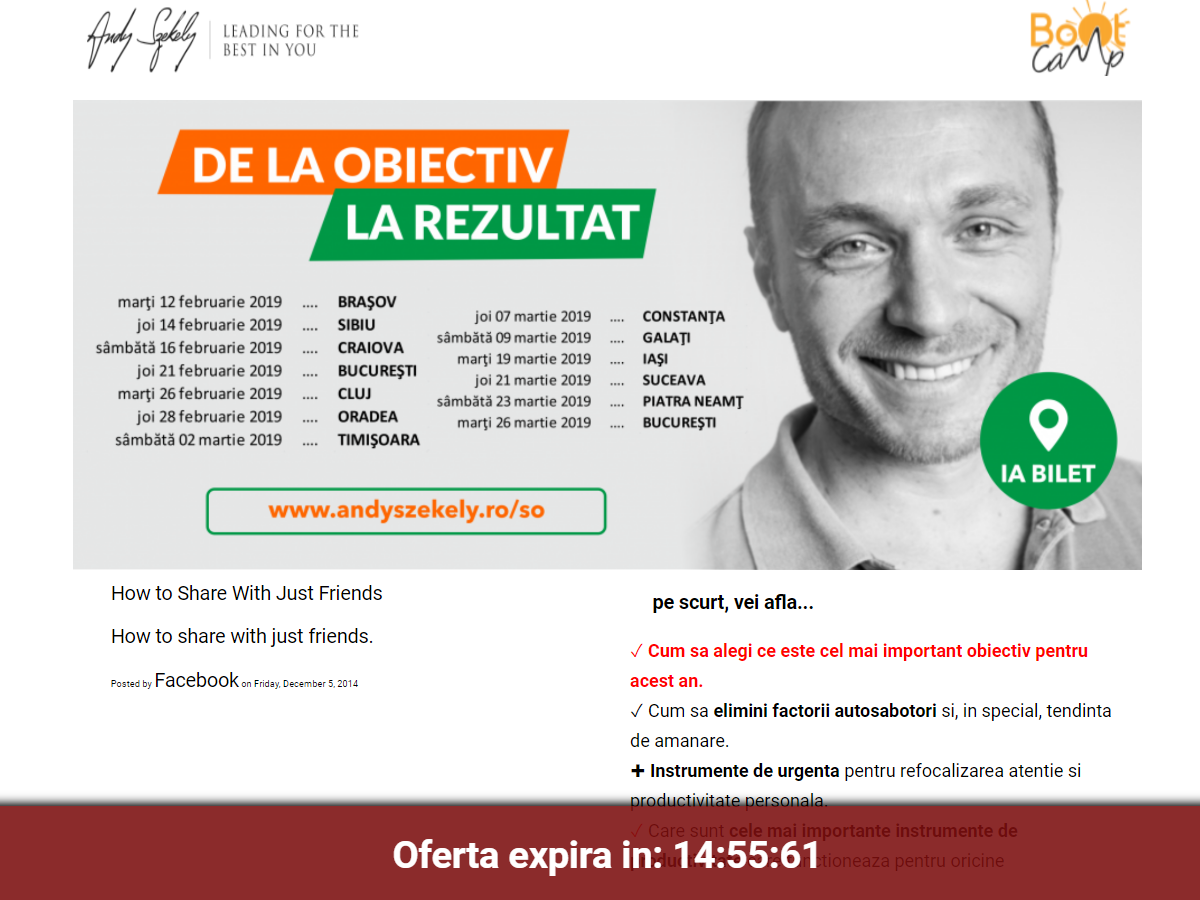 Andy Szekely
LEADING FOR THE
BEST IN YOU
Boot
Camp
DE LA OBIECTIV
LA REZULTAT
marţi 12 februarie 2019 .... BRAŞOV
joi 14 februarie 2019 .... SIBIU
sâmbătă 16 februarie 2019 .... CRAIOVA
joi 21 februarie 2019 .... BUCUREŞTI
marţi 26 februarie 2019 .... CLUJ
joi 28 februarie 2019 .... ORADEA
sâmbătă 02 martie 2019 .... TIMIŞOARA
joi 07 martie 2019 .... CONSTANŢA
sâmbătă 09 martie 2019 .... GALAŢI
marţi 19 martie 2019 .... IAŞI
joi 21 martie 2019 .... SUCEAVA
sâmbătă 23 martie 2019 .... PIATRA NEAMŢ
marţi 26 martie 2019 .... BUCUREŞTI
IA BILET
www.andyszekely.ro/so
How to Share With Just Friends
How to share with just friends.
Posted by Facebook on Friday, December 5, 2014
pe scurt, vei afla...
✓ Cum sa alegi ce este cel mai important obiectiv pentru
acest an.
✓ Cum sa elimini factorii autosabotori si, in special, tendinta
de amanare.
✚ Instrumente de urgenta pentru refocalizarea atentie si
productivitate personala.
✓ Care sunt cele mai importante instrumente de
functioneaza pentru oricine
Oferta expira in: 14:55:61